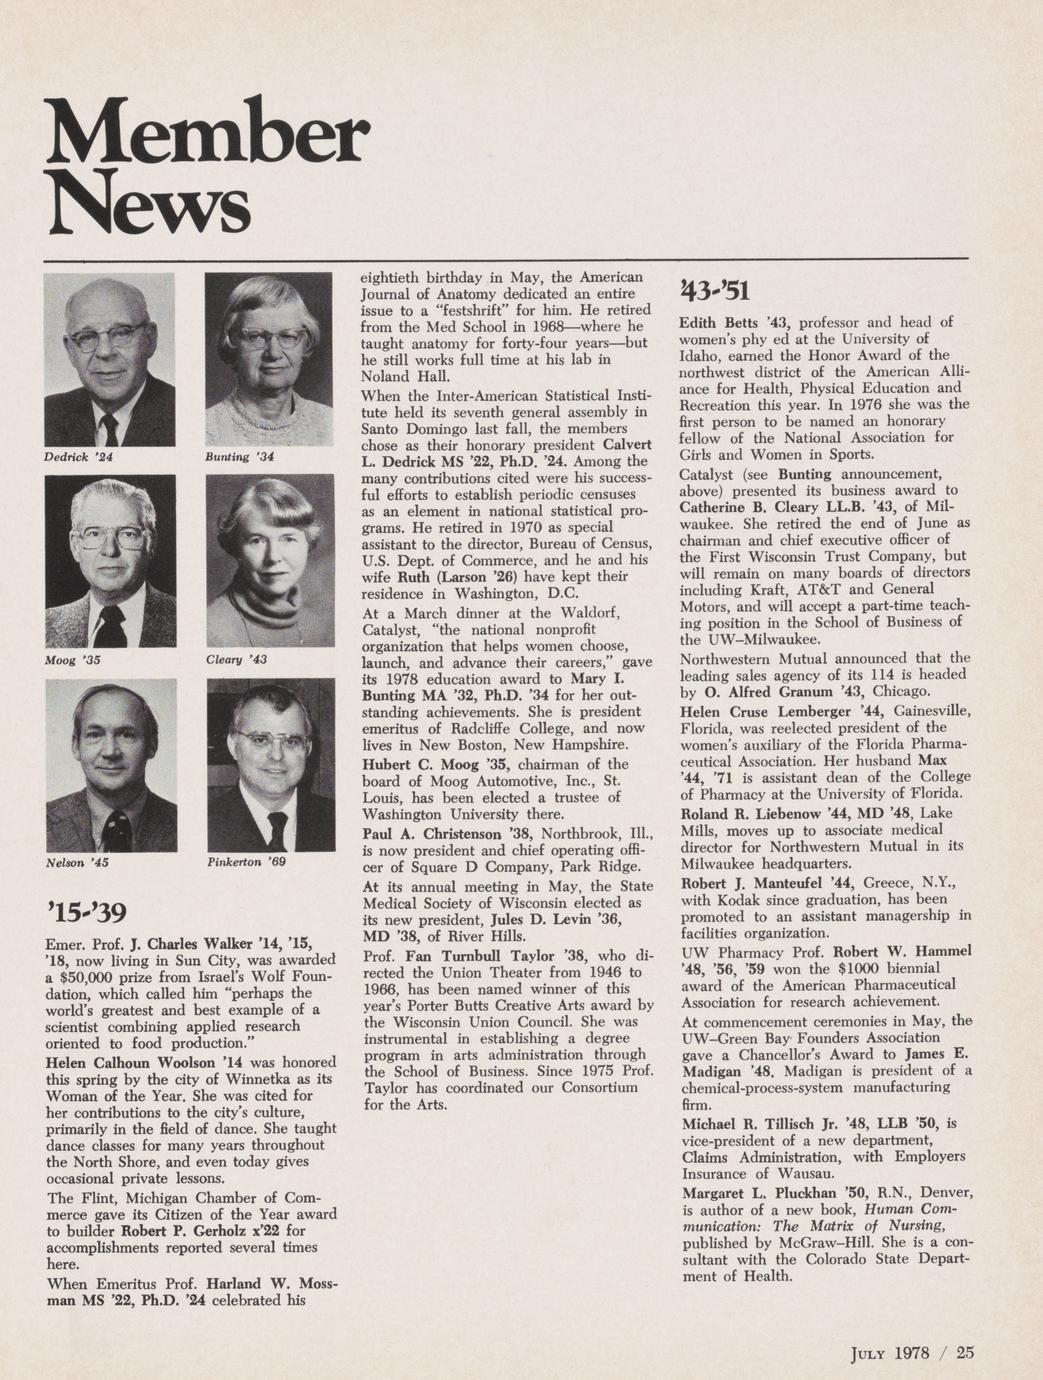 Member
News
Dedrick '24
Bunting '34
Moog '35
Cleary '43
Nelson '45
Pinkerton '69
'15-'39
Emer. Prof. J. Charles Walker '14, '15,
'18, now living in Sun City, was awarded
a $50,000 prize from Israel's Wolf Foun-
dation, which called him “perhaps the
world's greatest and best example of a
scientist combining applied research
oriented to food production.”
Helen Calhoun Woolson '14 was honored
this spring by the city of Winnetka as its
Woman of the Year. She was cited for
her contributions to the city's culture,
primarily in the field of dance. She taught
dance classes for many years throughout
the North Shore, and even today gives
occasional private lessons.
The Flint, Michigan Chamber of Com-
merce gave its Citizen of the Year award
to builder Robert P. Gerholz x'22 for
accomplishments reported several times
here.
When Emeritus Prof. Harland W. Moss-
man MS '22, Ph.D. '24 celebrated his
eightieth birthday in May, the American
Journal of Anatomy dedicated an entire
issue to a “festshrift” for him. He retired
from the Med School in 1968—where he
taught anatomy for forty-four years—but
he still works full time at his lab in
Noland Hall.
When the Inter-American Statistical Insti-
tute held its seventh general assembly in
Santo Domingo last fall, the members
chose as their honorary president Calvert
L. Dedrick MS '22, Ph.D. '24. Among the
many contributions cited were his success-
ful efforts to establish periodic censuses
as an element in national statistical pro-
grams. He retired in 1970 as special
assistant to the director, Bureau of Census,
U.S. Dept. of Commerce, and he and his
wife Ruth (Larson '26) have kept their
residence in Washington, D.C.
At a March dinner at the Waldorf,
Catalyst, “the national nonprofit
organization that helps women choose,
launch, and advance their careers,” gave
its 1978 education award to Mary I.
Bunting MA '32, Ph.D. '34 for her out-
standing achievements. She is president
emeritus of Radcliffe College, and now
lives in New Boston, New Hampshire.
Hubert C. Moog '35, chairman of the
board of Moog Automotive, Inc., St.
Louis, has been elected a trustee of
Washington University there.
Paul A. Christenson '38, Northbrook, Ill.,
is now president and chief operating offi-
cer of Square D Company, Park Ridge.
At its annual meeting in May, the State
Medical Society of Wisconsin elected as
its new president, Jules D. Levin '36,
MD '38, of River Hills.
Prof. Fan Turnbull Taylor '38, who di-
rected the Union Theater from 1946 to
1966, has been named winner of this
year's Porter Butts Creative Arts award by
the Wisconsin Union Council. She was
instrumental in establishing a degree
program in arts administration through
the School of Business. Since 1975 Prof.
Taylor has coordinated our Consortium
for the Arts.
'43-'51
Edith Betts '43, professor and head of
women's phy ed at the University of
Idaho, earned the Honor Award of the
northwest district of the American Alli-
ance for Health, Physical Education and
Recreation this year. In 1976 she was the
first person to be named an honorary
fellow of the National Association for
Girls and Women in Sports.
Catalyst (see Bunting announcement,
above) presented its business award to
Catherine B. Cleary LL.B. '43, of Mil-
waukee. She retired the end of June as
chairman and chief executive officer of
the First Wisconsin Trust Company, but
will remain on many boards of directors
including Kraft, AT&T and General
Motors, and will accept a part-time teach-
ing position in the School of Business of
the UW–Milwaukee.
Northwestern Mutual announced that the
leading sales agency of its 114 is headed
by O. Alfred Granum '43, Chicago.
Helen Cruse Lemberger '44, Gainesville,
Florida, was reelected president of the
women's auxiliary of the Florida Pharma-
ceutical Association. Her husband Max
'44, '71 is assistant dean of the College
of Pharmacy at the University of Florida.
Roland R. Liebenow '44, MD '48, Lake
Mills, moves up to associate medical
director for Northwestern Mutual in its
Milwaukee headquarters.
Robert J. Manteufel '44, Greece, N.Y.,
with Kodak since graduation, has been
promoted to an assistant managership in
facilities organization.
UW Pharmacy Prof. Robert W. Hammel
'48, '56, '59 won the $1000 biennial
award of the American Pharmaceutical
Association for research achievement.
At commencement ceremonies in May, the
UW–Green Bay Founders Association
gave a Chancellor's Award to James E.
Madigan '48. Madigan is president of a
chemical-process-system manufacturing
firm.
Michael R. Tillisch Jr. '48, LLB '50, is
vice-president of a new department,
Claims Administration, with Employers
Insurance of Wausau.
Margaret L. Pluckhan '50, R.N., Denver,
is author of a new book, Human Com-
munication: The Matrix of Nursing,
published by McGraw–Hill. She is a con-
sultant with the Colorado State Depart-
ment of Health.
July 1978 / 25